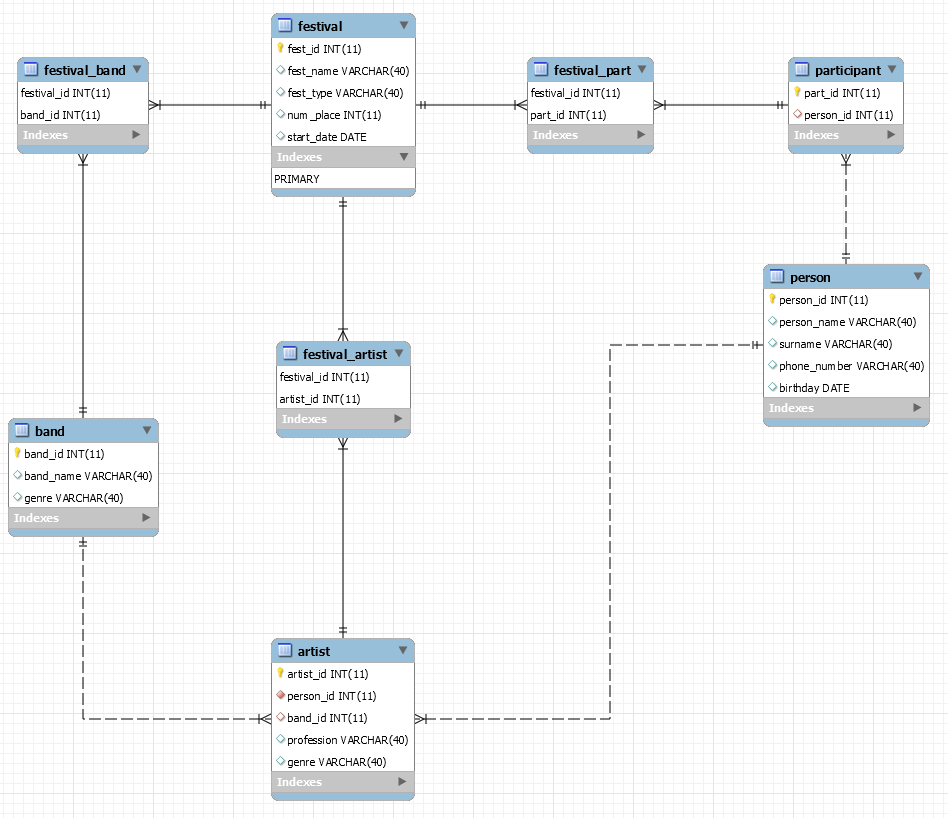 festival
fest_id INT(11)
fest_name VARCHAR(40)
fest_type VARCHAR(40)
num_place INT(11)
start_date DATE
Indexes
PRIMARY
festival_band
festival_id INT(11)
band_id INT(11)
Indexes
festival_part
festival_id INT(11)
part_id INT(11)
Indexes
participant
part_id INT(11)
person_id INT(11)
Indexes
person
person_id INT(11)
person_name VARCHAR(40)
surname VARCHAR(40)
phone_number VARCHAR(40)
birthday DATE
Indexes
festival_artist
festival_id INT(11)
artist_id INT(11)
Indexes
band
band_id INT(11)
band_name VARCHAR(40)
genre VARCHAR(40)
Indexes
artist
artist_id INT(11)
person_id INT(11)
band_id INT(11)
profession VARCHAR(40)
genre VARCHAR(40)
Indexes